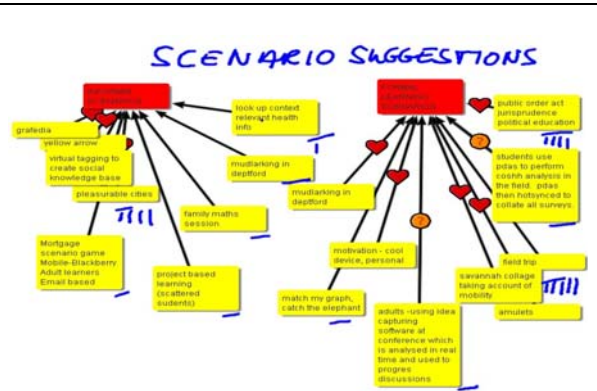 SCENARIO SUGGESTIONS
look up context
relevant health
info
public order act
jurisprudence
political education
grafedia
yellow arrow
virtual tagging to
create social
knowledge base
students use
pdas to perform
coshh analysis in
the field. pdas
then hotsynced to
collate all surveys
mudlarking in
deptford
pleasurable cities
mudlarking in
deptford
family maths
session
Mortgage
scenario game
Mobile-Blackberry
Adult learners
Email based
motivation - cool
device, personal
field trip
savannah collage
taking account of
mobility
project based
learning
(scattered
sudents)
match my graph,
catch the elephant
adults -using idea
capturing
software at
conference which
is analysed in real
time and used to
progres
discussions
amulets